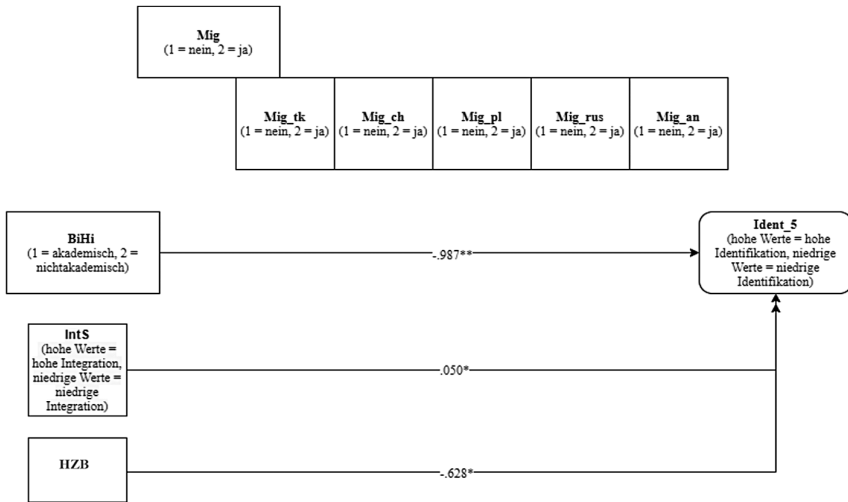 Mig
(1 = nein, 2 = ja)
Mig_tk
(1 = nein, 2 = ja)
Mig_ch
(1 = nein, 2 = ja)
Mig_pl
(1 = nein, 2 = ja)
Mig_rus
(1 = nein, 2 = ja)
Mig_an
(1 = nein, 2 = ja)
BiHi
(1 = akademisch, 2 =
nichtakademisch)
-.987**
Ident_5
(hohe Werte = hohe
Identifikation, niedrige
Werte = niedrige
Identifikation)
IntS
(hohe Werte =
hohe Integration,
niedrige Werte =
niedrige
Integration)
.050*
HZB
-.628*